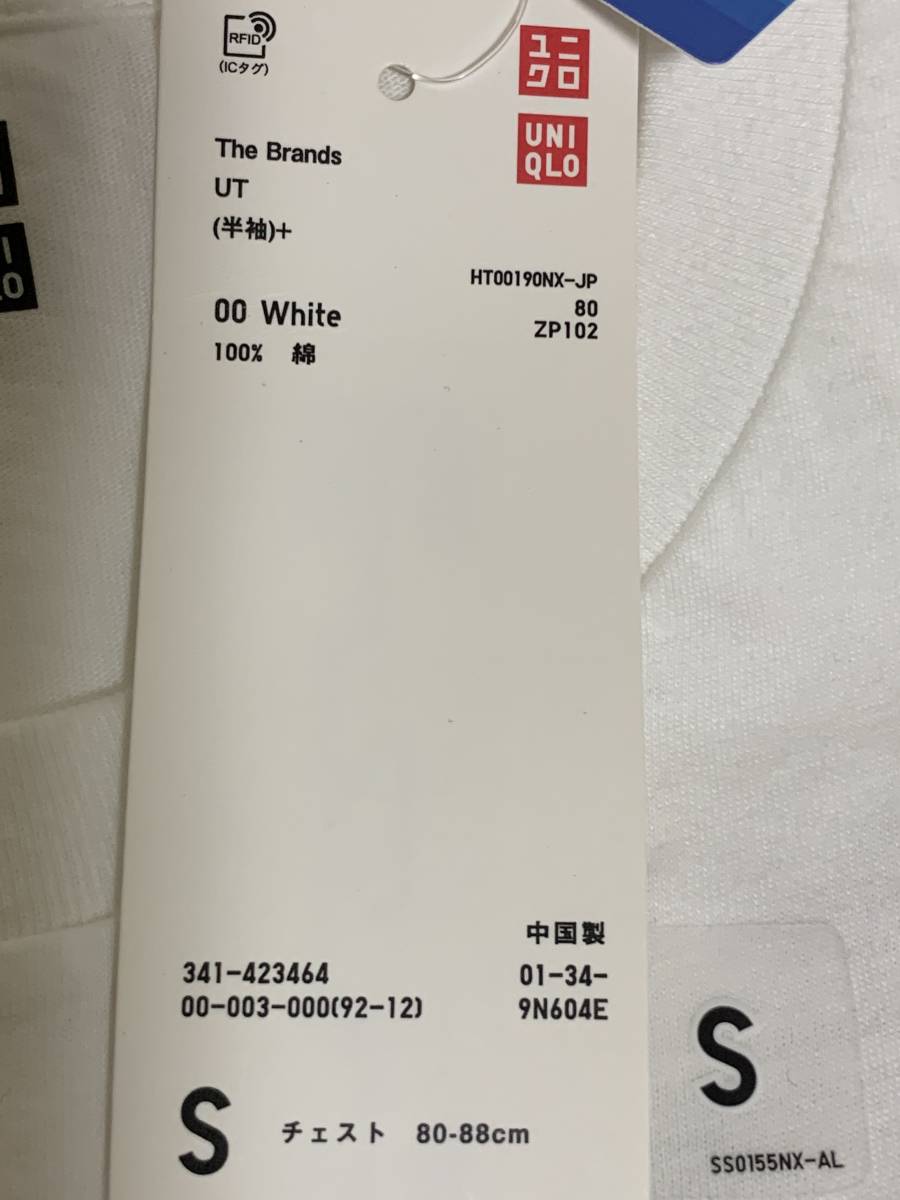 RFID
(ICタグ)
ユニ
クロ
UNI
QLO
The Brands
UT
(半袖)+
HT00190NX-JP
80
ZP102
00 White
100% 綿
中国製
341-423464
01-34-
00-003-000(92-12)
9N604E
S
チェスト 80-88cm
S
SS0155NX-AL